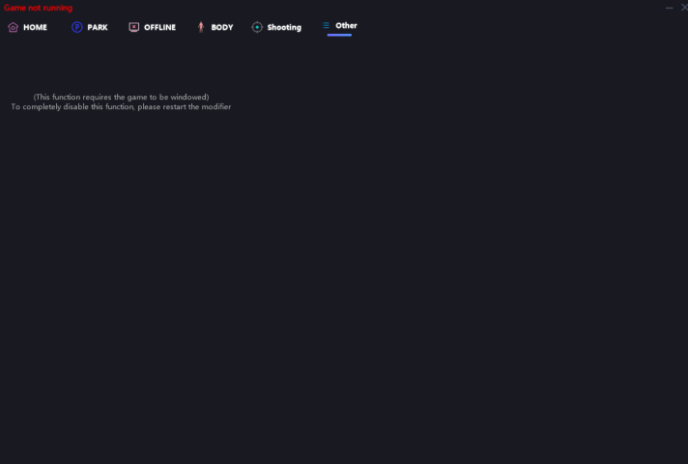 Game not running
HOME PARK OFFLINE BODY Shooting Other
(This function requires the game to be windowed)
To completely disable this function, please restart the modifier